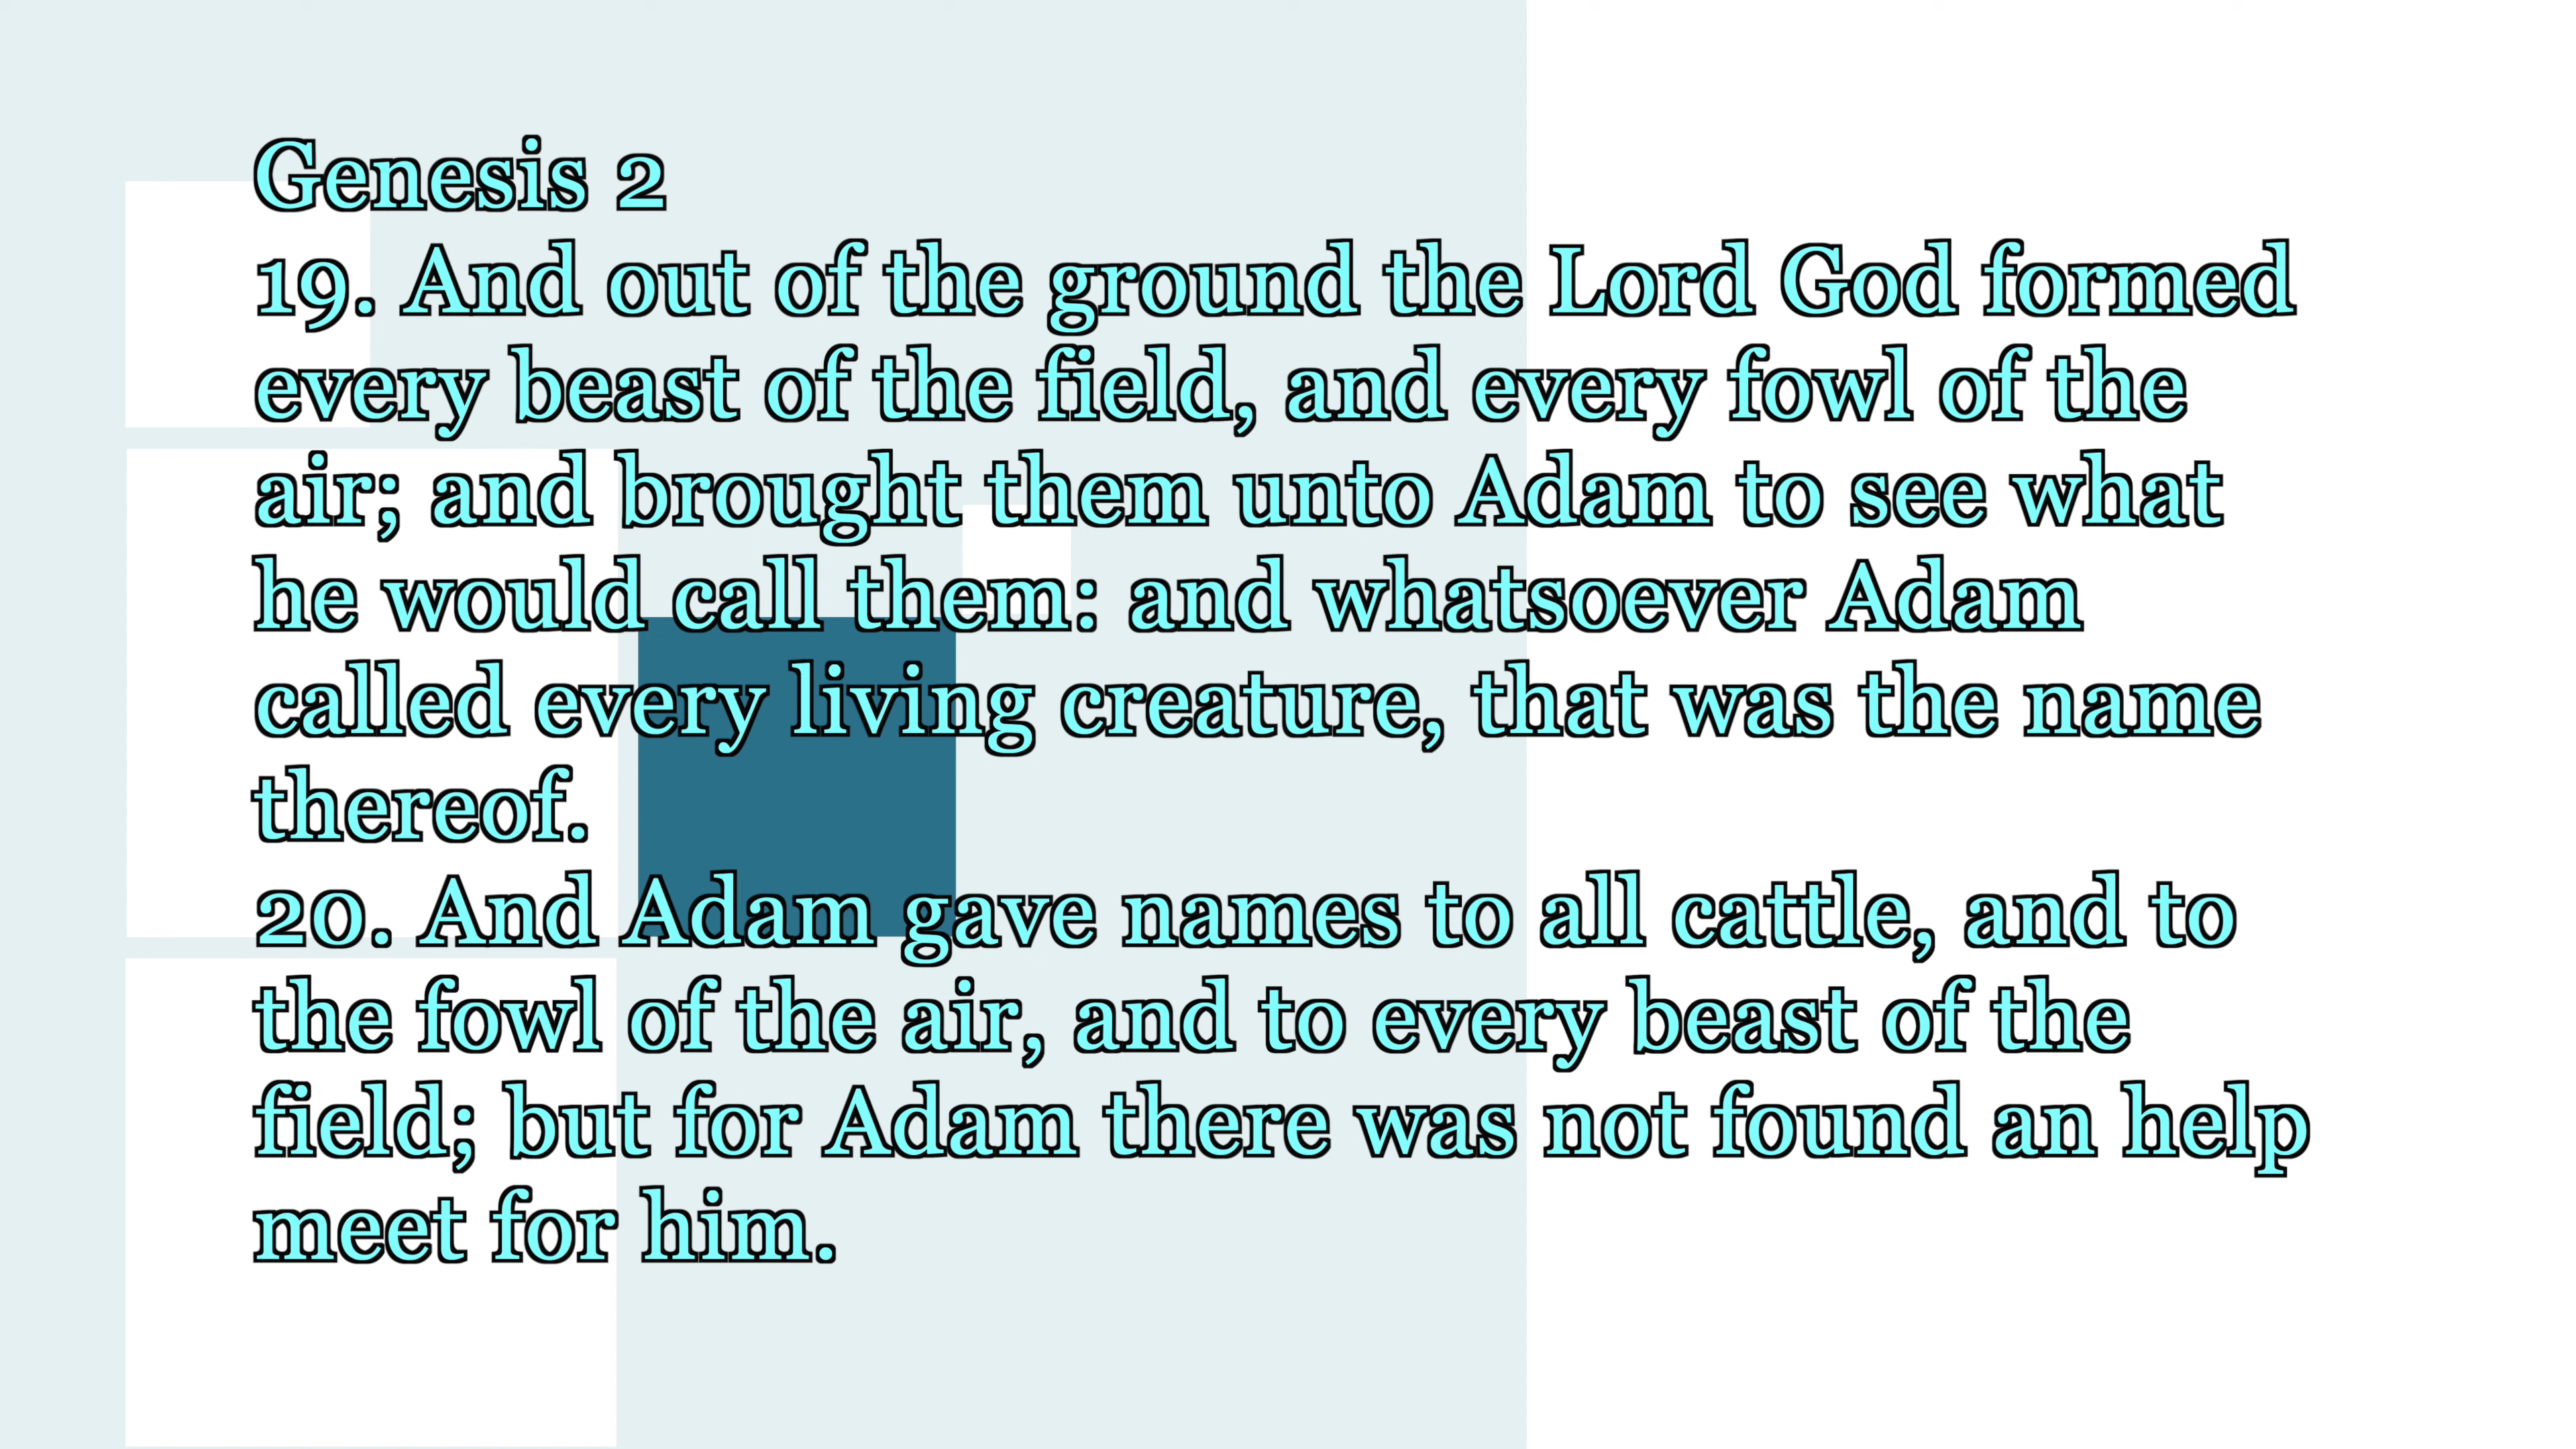 Genesis 2
19. And out of the ground the Lord God formed
every beast of the field, and every fowl of the
air; and brought them unto Adam to see what
he would call them: and whatsoever Adam
called every living creature, that was the name
thereof.
20. And Adam gave names to all cattle, and to
the fowl of the air, and to every beast of the
field; but for Adam there was not found an help
meet for him.